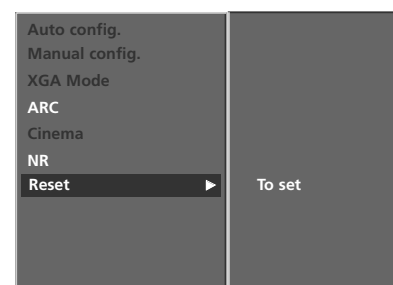 Auto config.
Manual config.
XGA Mode
ARC
Cinema
NR
Reset ▶ To set